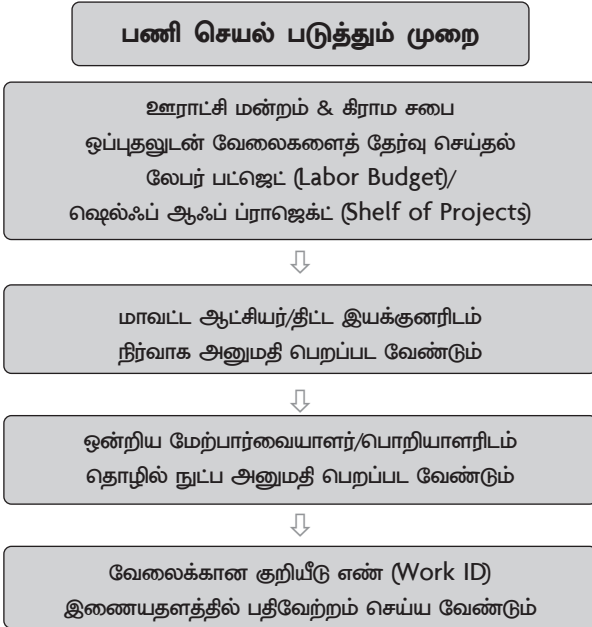 பணி செயல் படுத்தும் முறை
ஊராட்சி மன்றம் & கிராம சபை
ஒப்புதலுடன் வேலைகளைத் தேர்வு செய்தல்
லேபர் பட்ஜெட் (Labor Budget)/
ஷெல்ஃப் ஆஃப் ப்ராஜெக்ட் (Shelf of Projects)
மாவட்ட ஆட்சியர்/திட்ட இயக்குனரிடம்
நிர்வாக அனுமதி பெறப்பட வேண்டும்
ஒன்றிய மேற்பார்வையாளர்/பொறியாளரிடம்
தொழில் நுட்ப அனுமதி பெறப்பட வேண்டும்
வேலைக்கான குறியீடு எண் (Work ID)
இணையதளத்தில் பதிவேற்றம் செய்ய வேண்டும்